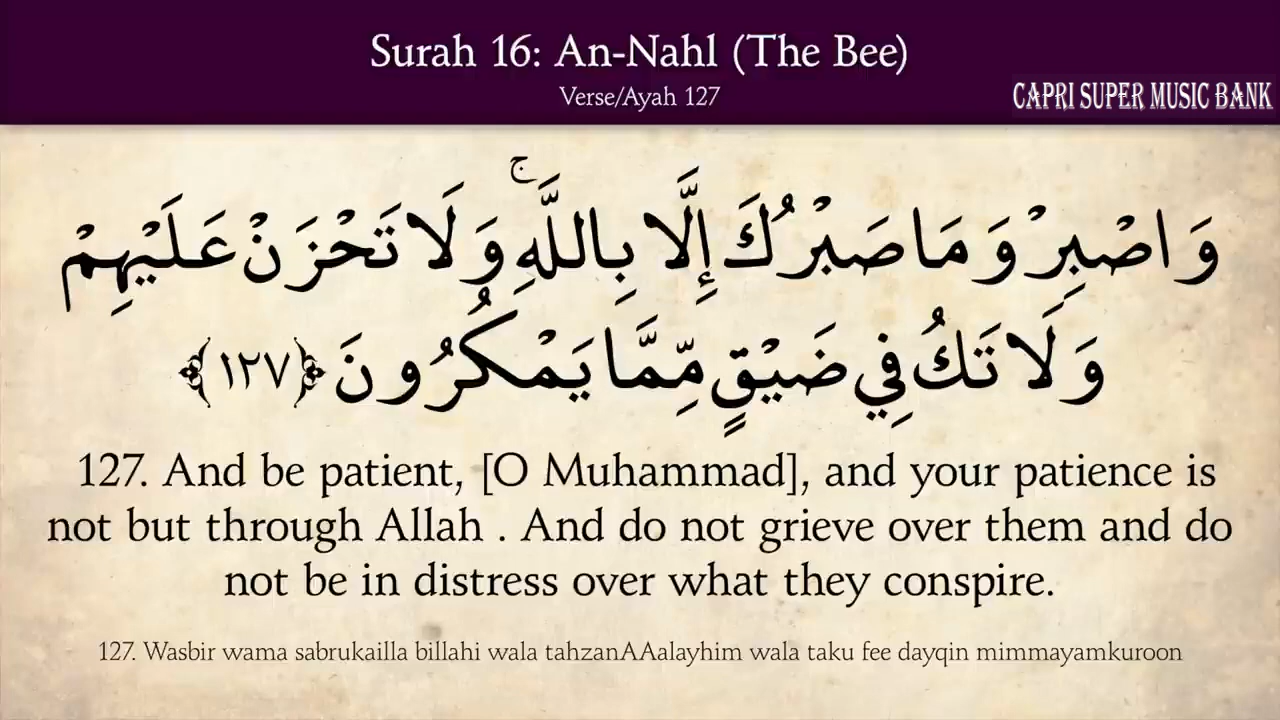 Surah 16: An-Nahl (The Bee)
Verse/Ayah 127
CAPRI SUPER MUSIC BANK
وَاصْبِرْ وَمَا صَبْرُكَ إِلَّا بِاللَّهِ ۚ وَلَا تَحْزَنْ عَلَيْهِمْ
وَلَا تَكُ فِي ضَيْقٍ مِّمَّا يَمْكُرُونَ ﴿١٢٧﴾
127. And be patient, [O Muhammad], and your patience is
not but through Allah . And do not grieve over them and do
not be in distress over what they conspire.
127. Wasbir wama sabrukailla billahi wala tahzanAAalayhim wala taku fee dayqin mimmayamkuroon